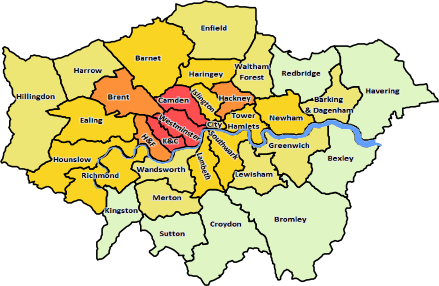 Enfield
Barnet
Harrow
Haringey
Waltham
Forest
Redbridge
Havering
Hillingdon
Brent
Camden
Islington
Hackney
Barking
& Dagenham
Ealing
Westminster
City
Tower
Hamlets
Newham
H&F
K&C
Southwark
Greenwich
Hounslow
Richmond
Wandsworth
Lambeth
Lewisham
Bexley
Merton
Kingston
Sutton
Croydon
Bromley